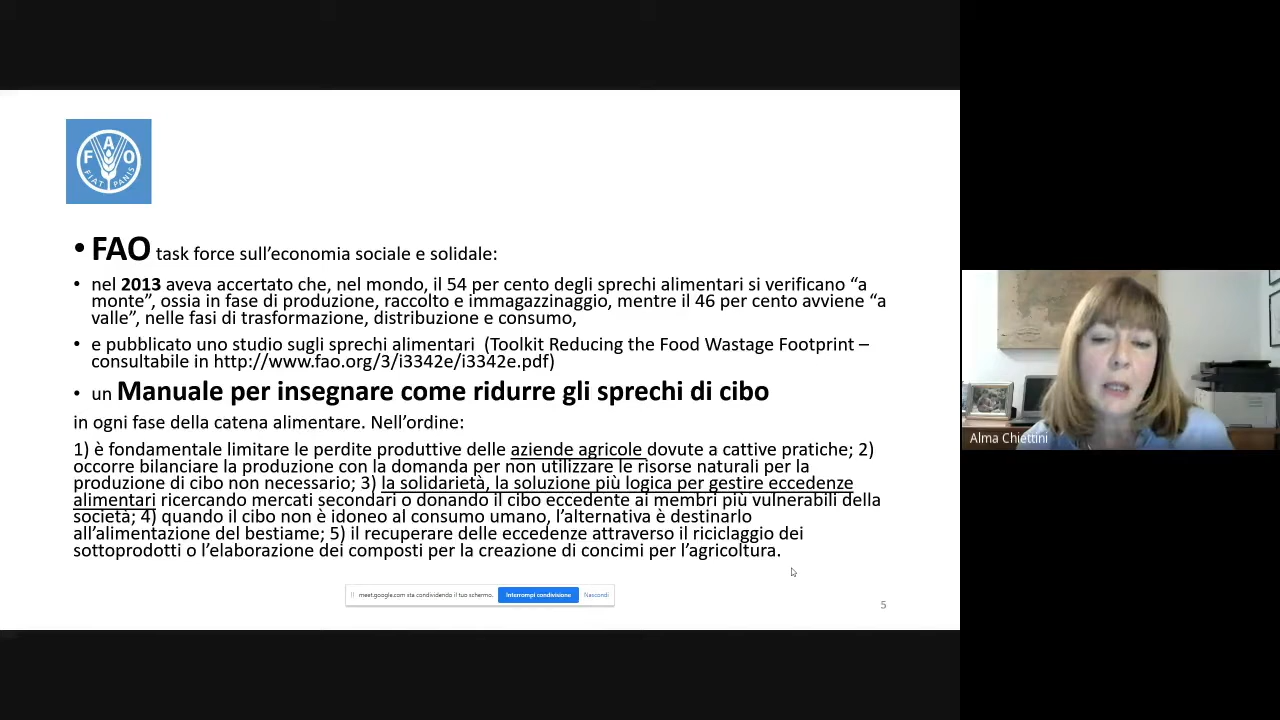 F A O
FIAT PANIS
• FAO task force sull’economia sociale e solidale:
• nel 2013 aveva accertato che, nel mondo, il 54 per cento degli sprechi alimentari si verificano “a
monte”, ossia in fase di produzione, raccolto e immagazzinaggio, mentre il 46 per cento avviene “a
valle”, nelle fasi di trasformazione, distribuzione e consumo,
• e pubblicato uno studio sugli sprechi alimentari (Toolkit Reducing the Food Wastage Footprint –
consultabile in http://www.fao.org/3/i3342e/i3342e.pdf)
• un Manuale per insegnare come ridurre gli sprechi di cibo
in ogni fase della catena alimentare. Nell’ordine:
1) è fondamentale limitare le perdite produttive delle aziende agricole dovute a cattive pratiche; 2)
occorre bilanciare la produzione con la domanda per non utilizzare le risorse naturali per la
produzione di cibo non necessario; 3) la solidarietà, la soluzione più logica per gestire eccedenze
alimentari ricercando mercati secondari o donando il cibo eccedente ai membri più vulnerabili della
società; 4) quando il cibo non è idoneo al consumo umano, l’alternativa è destinarlo
all’alimentazione del bestiame; 5) il recuperare delle eccedenze attraverso il riciclaggio dei
sottoprodotti o l’elaborazione dei composti per la creazione di concimi per l’agricoltura.
meet.google.com sta condividendo il tuo schermo. Interrompi condivisione Nascondi
5
Alma Chiettini